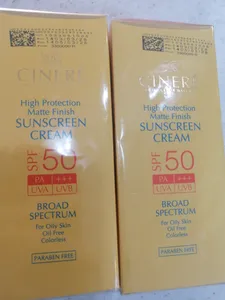 CINERE
High Protection
Matte Finish
SUNSCREEN
CREAM
SPF 50
PA +++
UVA UVB
BROAD
SPECTRUM
For Oily Skin
Oil Free
Colorless
PARABEN FREE
CINERE
High Protection
Matte Finish
SUNSCREEN
CREAM
SPF 50
PA +++
UVA UVB
BROAD
SPECTRUM
For Oily Skin
Oil Free
Colorless
PARABEN FREE